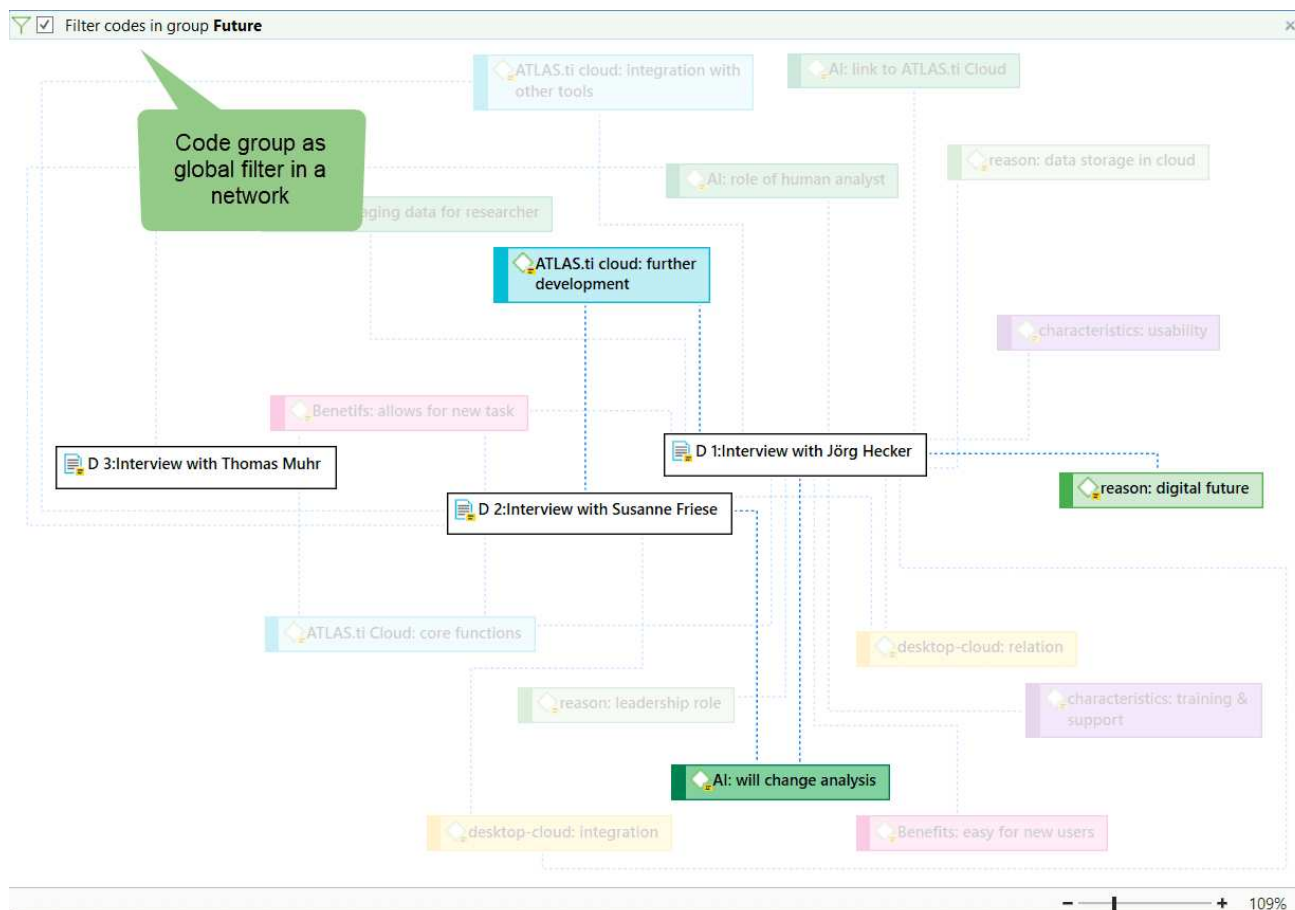 Filter codes in group Future
ATLAS.ti cloud: integration with
other tools
AI: link to ATLAS.ti Cloud
Code group as
global filter in a
network
reason: data storage in cloud
AI: role of human analyst
data for researcher
ATLAS.ti cloud: further
development
characteristics: usability
Benetifs: allows for new task
D 3:Interview with Thomas Muhr
D 1:Interview with Jörg Hecker
reason: digital future
D 2:Interview with Susanne Friese
ATLAS.ti Cloud: core functions
desktop-cloud: relation
reason: leadership role
characteristics: training &
support
AI: will change analysis
desktop-cloud: integration
Benefits: easy for new users
109%